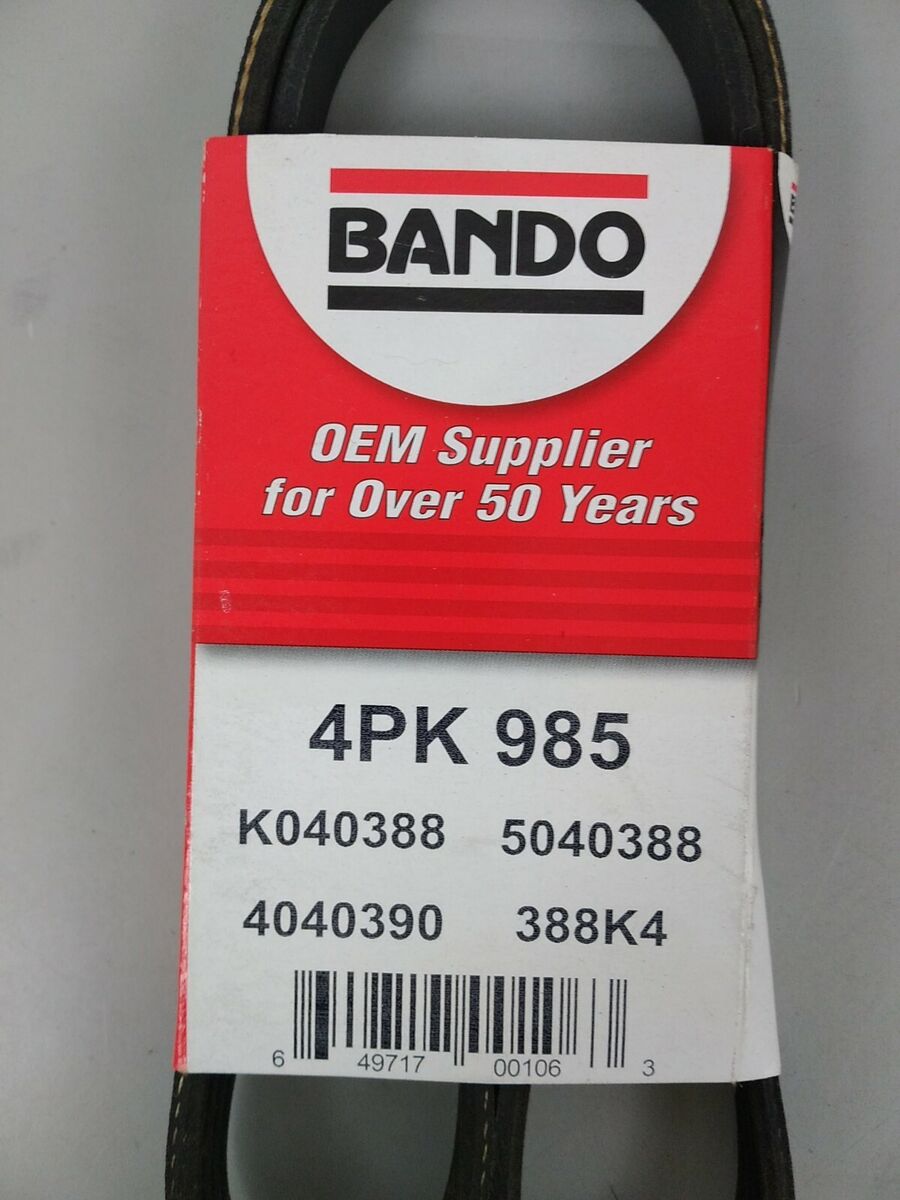 BANDO
OEM Supplier
for Over 50 Years
4PK 985
K040388 5040388
4040390 388K4
6 49717 00106 3